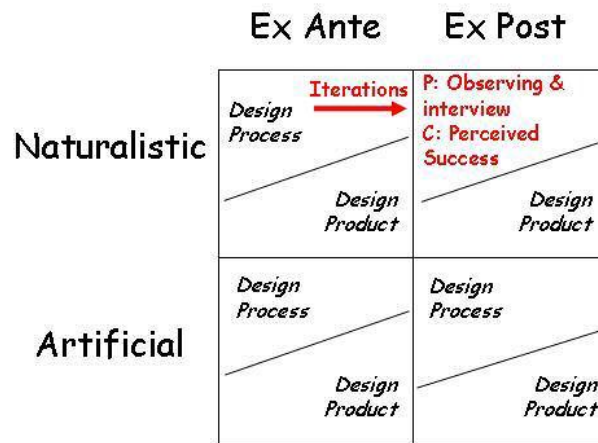 Ex Ante Ex Post
Naturalistic
Design
Process
Iterations
Design
Product
P: Observing &
interview
C: Perceived
Success
Design
Product
Artificial
Design
Process
Design
Product
Design
Process
Design
Product